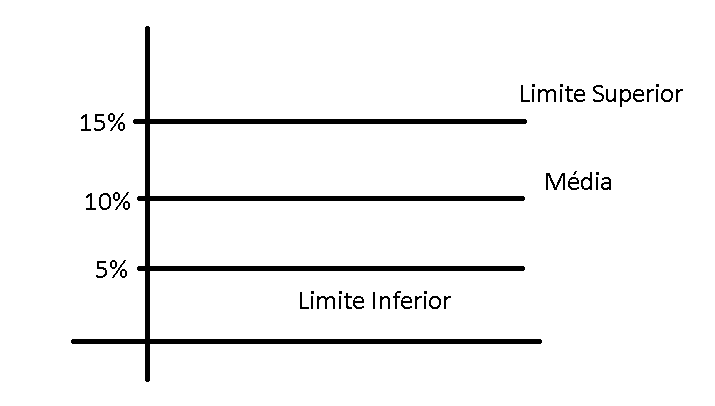 Limite Superior
15%
Média
10%
5%
Limite Inferior